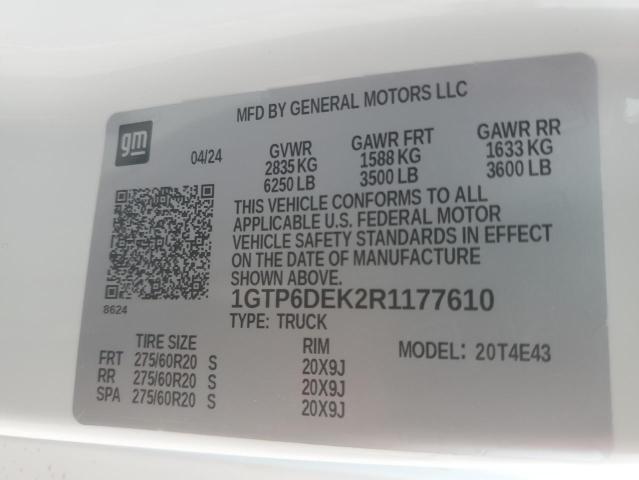 MFD BY GENERAL MOTORS LLC
gm
04/24
GVWR GAWR FRT GAWR RR
2835 KG 1588 KG 1633 KG
6250 LB 3500 LB 3600 LB
THIS VEHICLE CONFORMS TO ALL
APPLICABLE U.S. FEDERAL MOTOR
VEHICLE SAFETY STANDARDS IN EFFECT
ON THE DATE OF MANUFACTURE
SHOWN ABOVE.
8624
1GTP6DEK2R1177610
TYPE: TRUCK
TIRE SIZE RIM MODEL: 20T4E43
FRT 275/60R20 S 20X9J
RR 275/60R20 S 20X9J
SPA 275/60R20 S 20X9J